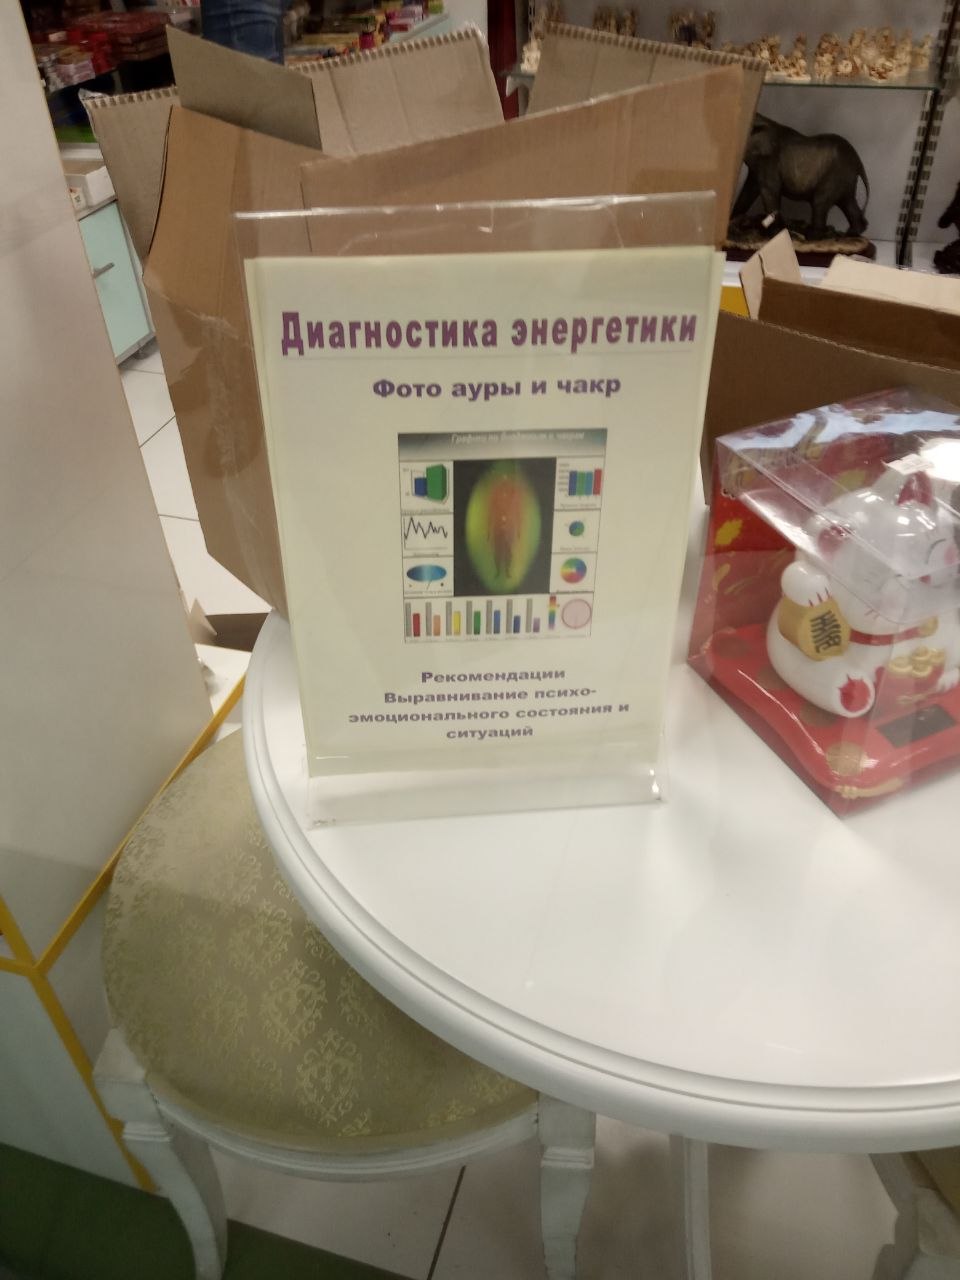 Диагностика энергетики
Фото ауры и чакр
Рекомендации
Выравнивание психо-
эмоционального состояния и
ситуаций